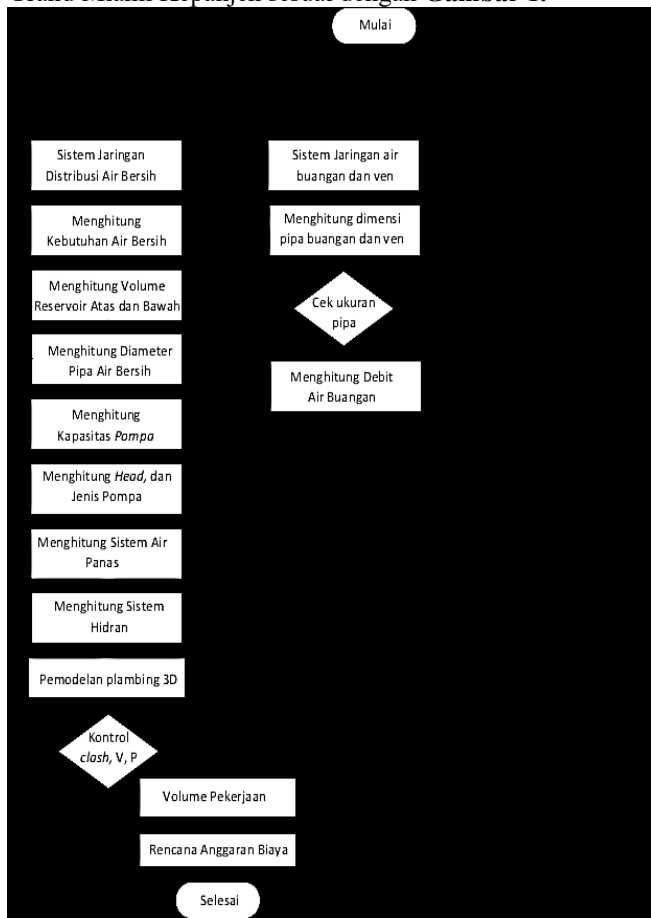 Mulai
Sistem Jaringan
Distribusi Air Bersih
Menghitung
Kebutuhan Air Bersih
Menghitung Volume
Reservoir Atas dan Bawah
Menghitung Diameter
Pipa Air Bersih
Menghitung
Kapasitas Pompa
Menghitung Head, dan
Jenis Pompa
Menghitung Sistem Air
Panas
Menghitung Sistem
Hidran
Pemodelan plambing 3D
Kontrol
clash, V, P
Sistem Jaringan air
buangan dan ven
Menghitung dimensi
pipa buangan dan ven
Cek ukuran
pipa
Menghitung Debit
Air Buangan
Volume Pekerjaan
Rencana Anggaran Biaya
Selesai